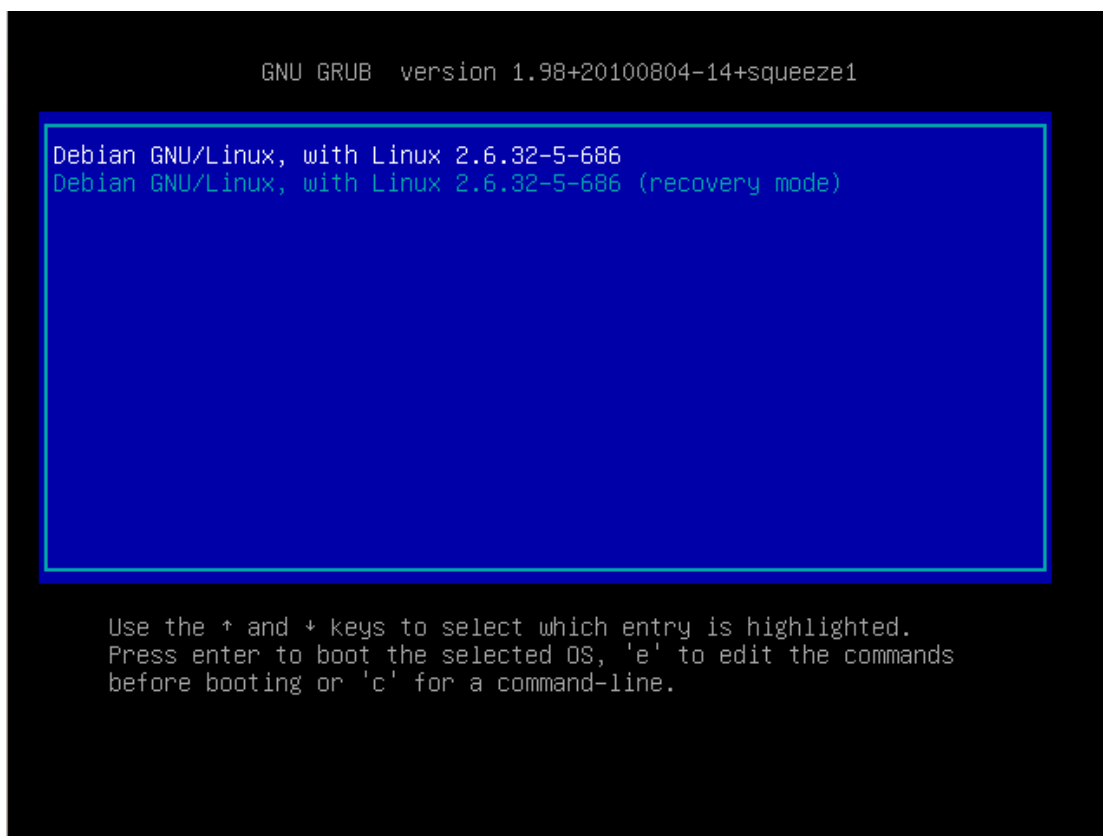 GNU GRUB  version 1.98+20100804-14+squeeze1
Debian GNU/Linux, with Linux 2.6.32-5-686
Debian GNU/Linux, with Linux 2.6.32-5-686 (recovery mode)
Use the ↑ and ↓ keys to select which entry is highlighted.
Press enter to boot the selected OS, 'e' to edit the commands
before booting or 'c' for a command-line.